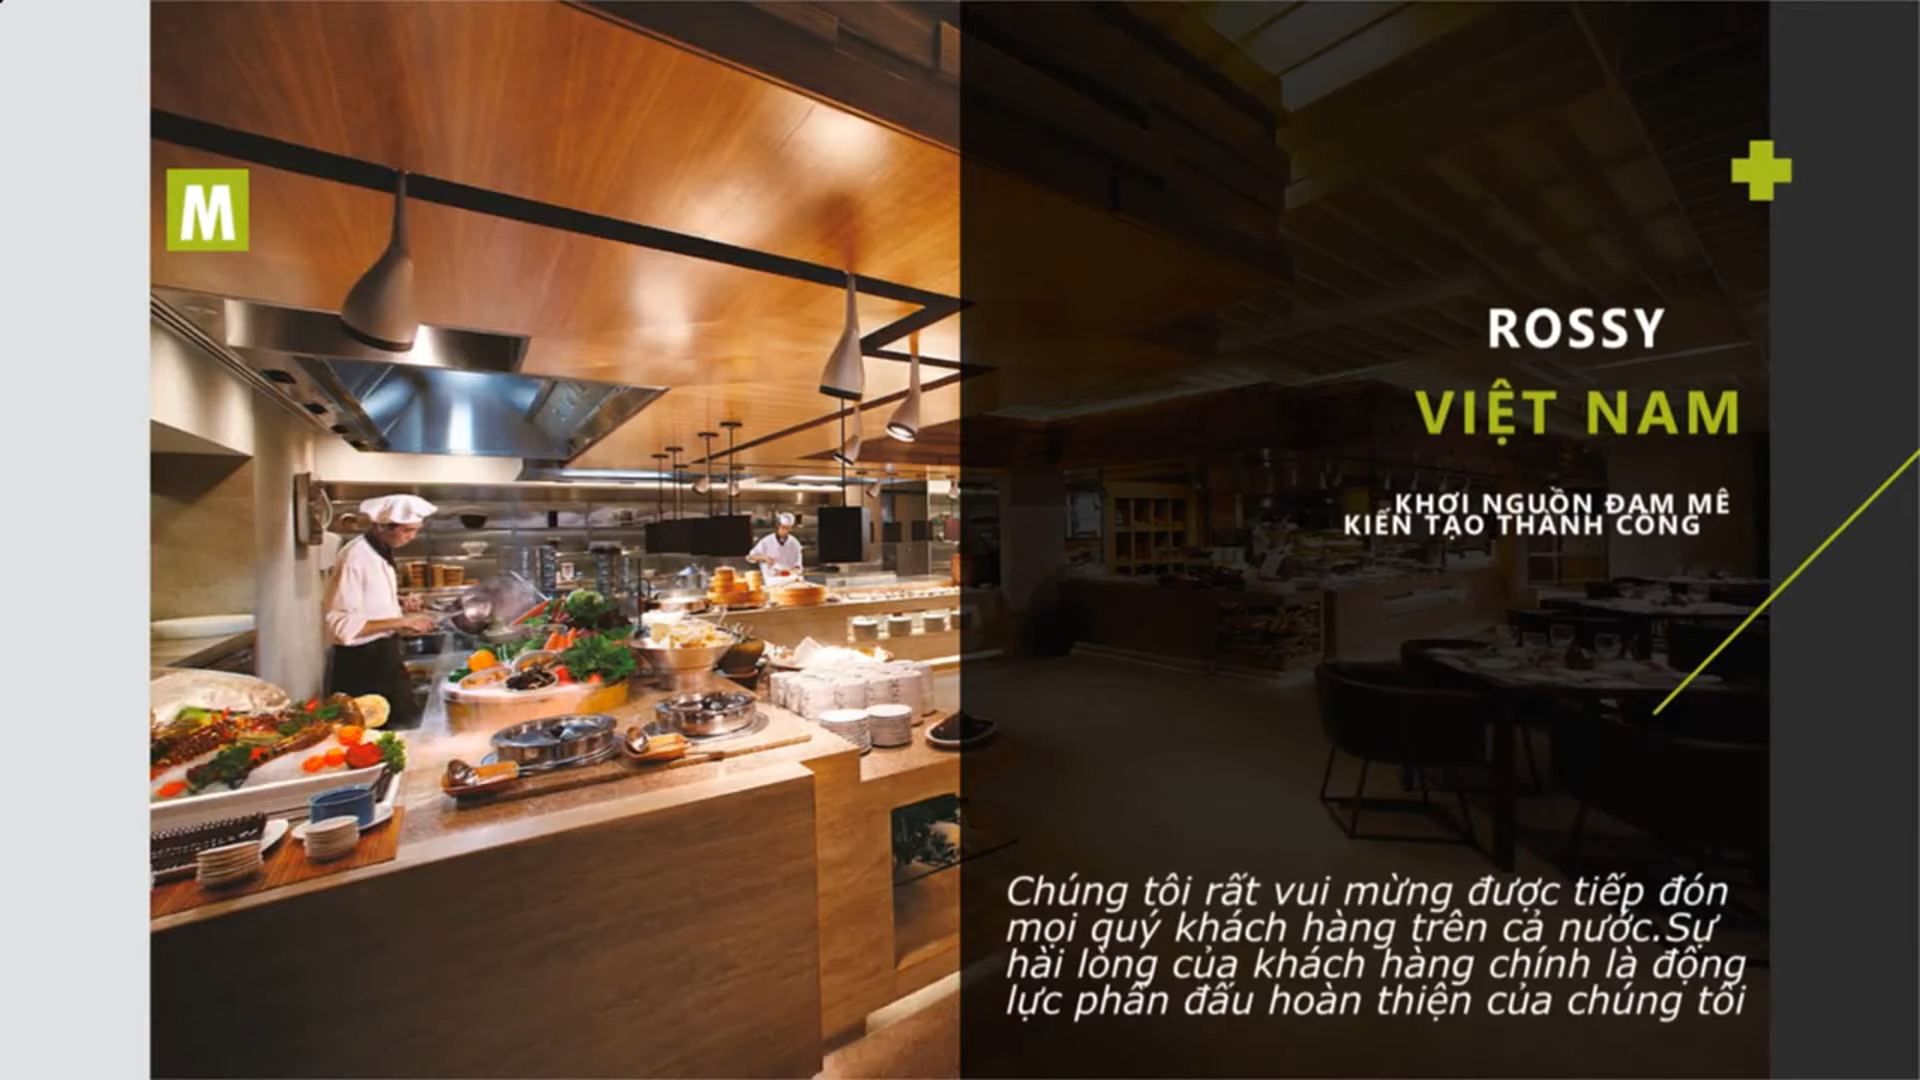 M
ROSSY
VIỆT NAM
KHƠI NGUỒN ĐAM MÊ
KIẾN TẠO THÀNH CÔNG
Chúng tôi rất vui mừng được tiếp đón
mọi quý khách hàng trên cả nước.Sự
hài lòng của khách hàng chính là động
lực phấn đấu hoàn thiện của chúng tôi